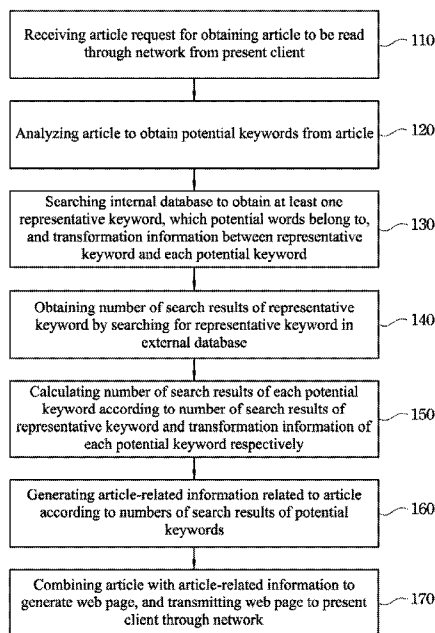 Receiving article request for obtaining article to be read
through network from present client
110
Analyzing article to obtain potential keywords from article
120
Searching internal database to obtain at least one
representative keyword, which potential words belong to,
and transformation information between representative
keyword and each potential keyword
130
Obtaining number of search results of representative
keyword by searching for representative keyword in
external database
140
Calculating number of search results of each potential
keyword according to number of search results of
representative keyword and transformation information of
each potential keyword respectively
150
Generating article-related information related to article
according to numbers of search results of potential
keywords
160
Combining article with article-related information to
generate web page, and transmitting web page to present
client through network
170